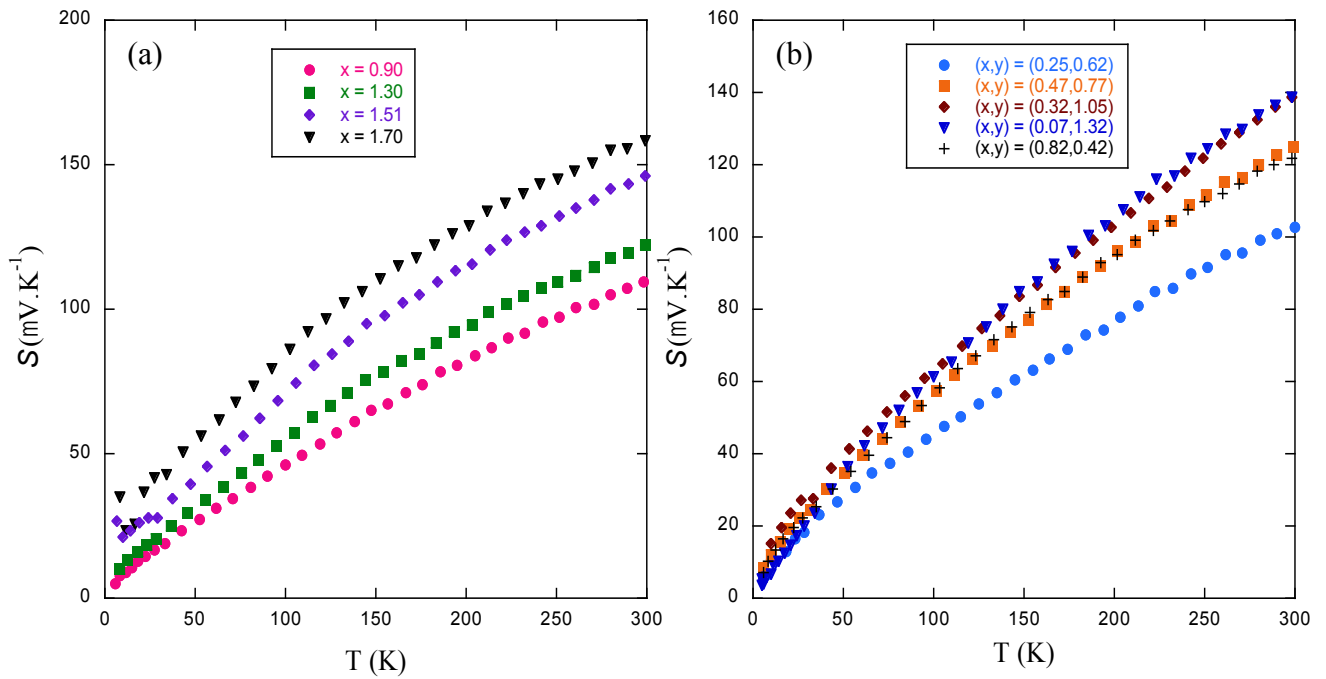 (a)
x = 0.90
x = 1.30
x = 1.51
x = 1.70
200
150
100
50
0
S(mV.K-1)
0 50 100 150 200 250 300
T (K)
(b)
(x,y) = (0.25,0.62)
(x,y) = (0.47,0.77)
(x,y) = (0.32,1.05)
(x,y) = (0.07,1.32)
(x,y) = (0.82,0.42)
160
140
120
100
80
60
40
20
0
S(mV.K-1)
0 50 100 150 200 250 300
T (K)